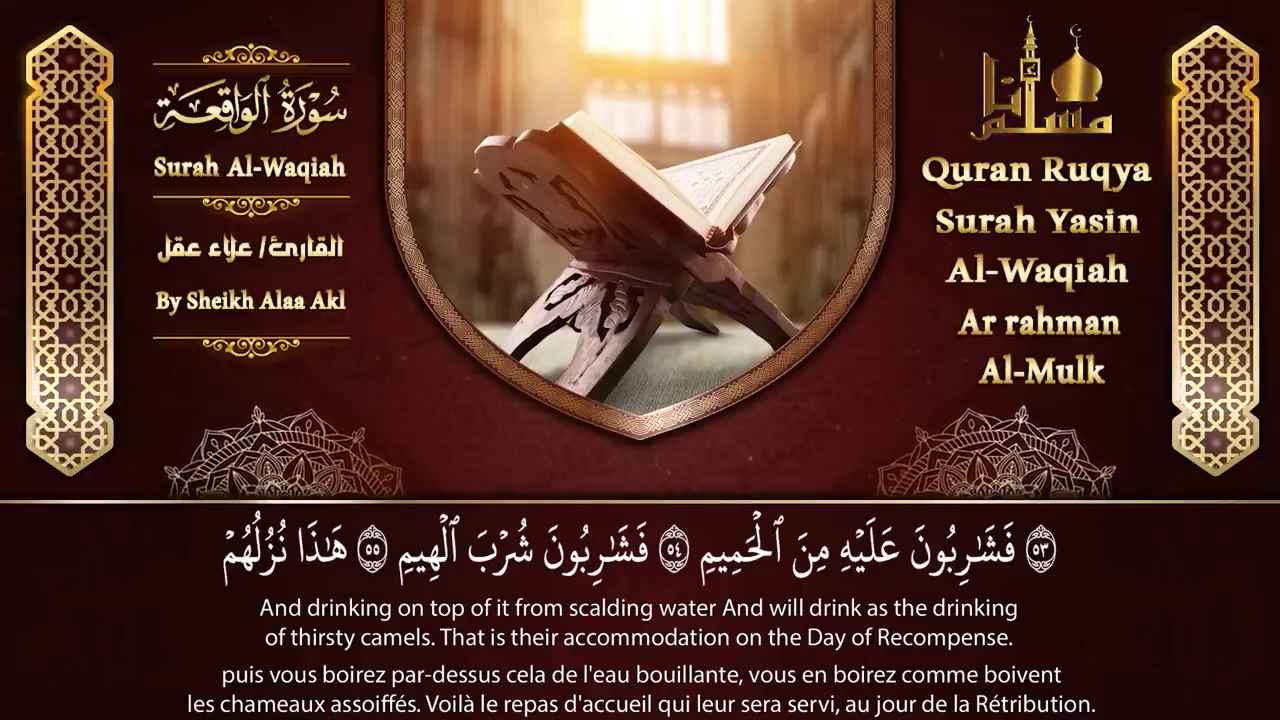 سُورَةُ الوَاقِعَة
Surah Al-Waqiah
القارئ/ علاء عقل
By Sheikh Alaa Akl
أنا مسلم
Quran Ruqya
Surah Yasin
Al-Waqiah
Ar rahman
Al-Mulk
۝٥٣ فَشَٰرِبُونَ عَلَيْهِ مِنَ ٱلْحَمِيمِ ۝٥٤ فَشَٰرِبُونَ شُرْبَ ٱلْهِيمِ ۝٥٥ هَٰذَا نُزُلُهُمْ
And drinking on top of it from scalding water And will drink as the drinking
of thirsty camels. That is their accommodation on the Day of Recompense.
puis vous boirez par-dessus cela de l'eau bouillante, vous en boirez comme boivent
les chameaux assoiffés. Voilà le repas d'accueil qui leur sera servi, au jour de la Rétribution.